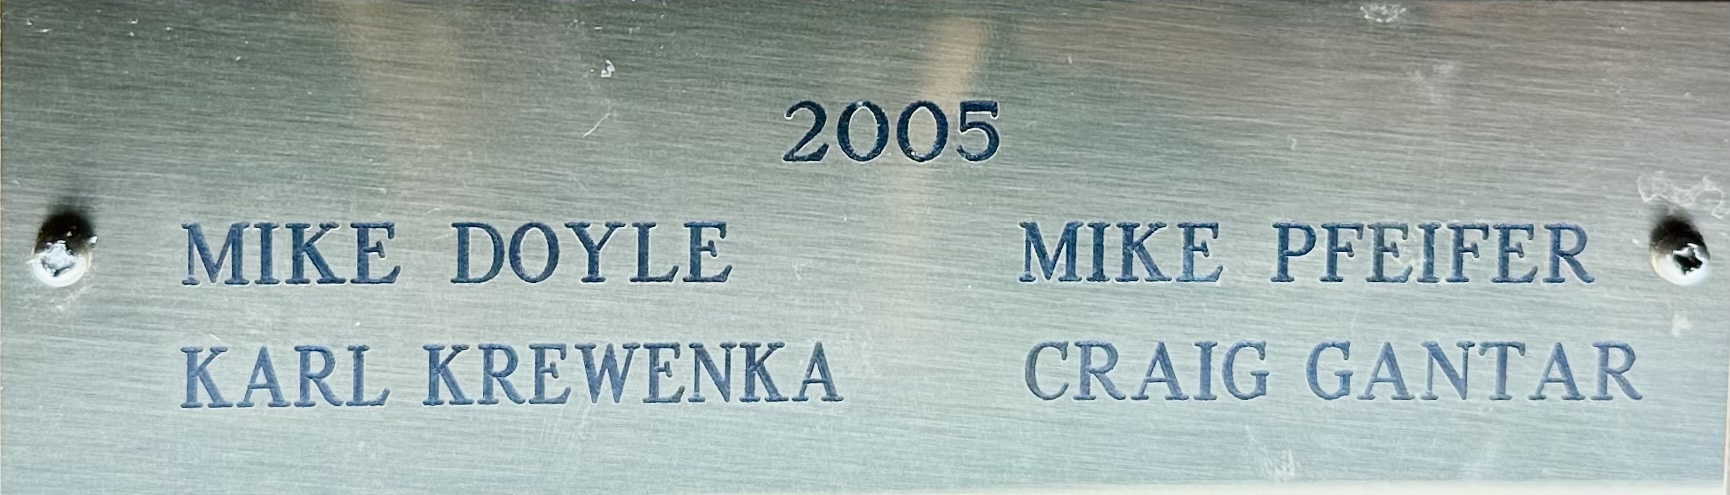 2005
MIKE DOYLE MIKE PFEIFER
KARL KREWENKA CRAIG GANTAR